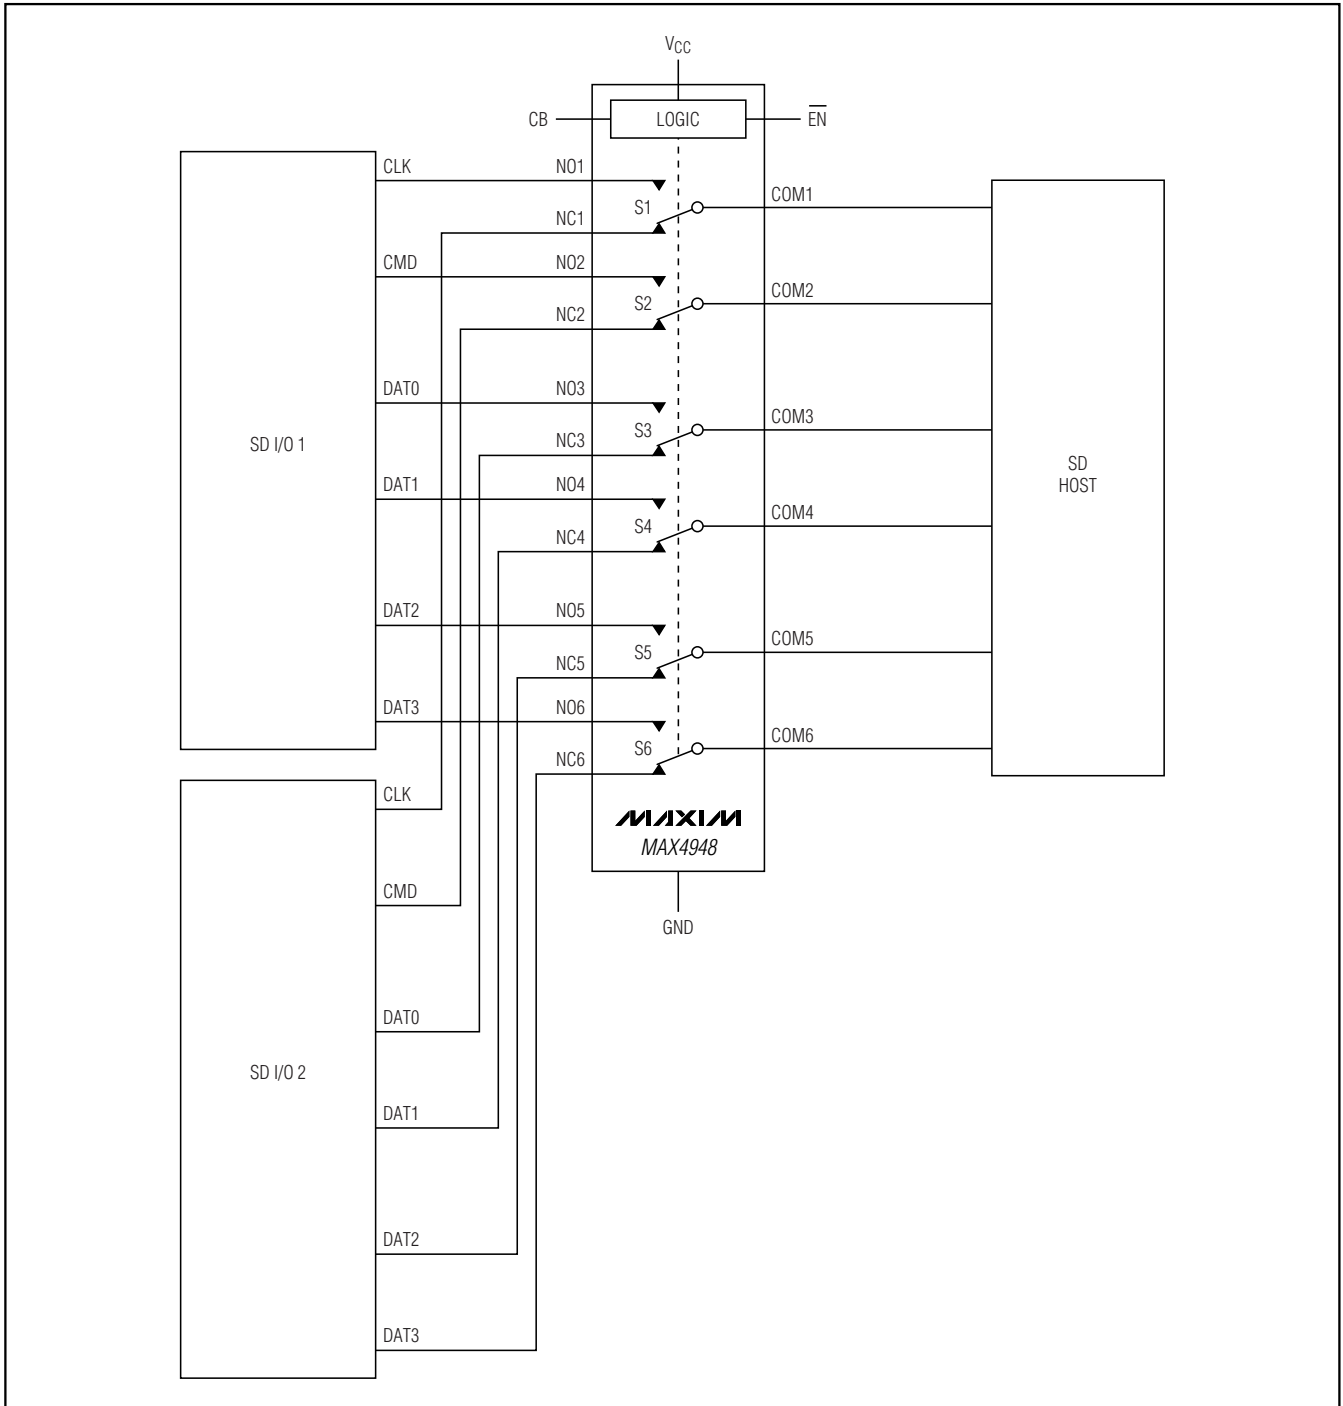 VCC
CB
LOGIC
EN
CLK
NO1
S1
COM1
NC1
CMD
NO2
S2
COM2
NC2
DAT0
NO3
S3
COM3
NC3
SD I/O 1
SD
HOST
DAT1
NO4
S4
COM4
NC4
DAT2
NO5
S5
COM5
NC5
DAT3
NO6
S6
COM6
NC6
CLK
MAXIM
MAX4948
CMD
GND
DAT0
SD I/O 2
DAT1
DAT2
DAT3